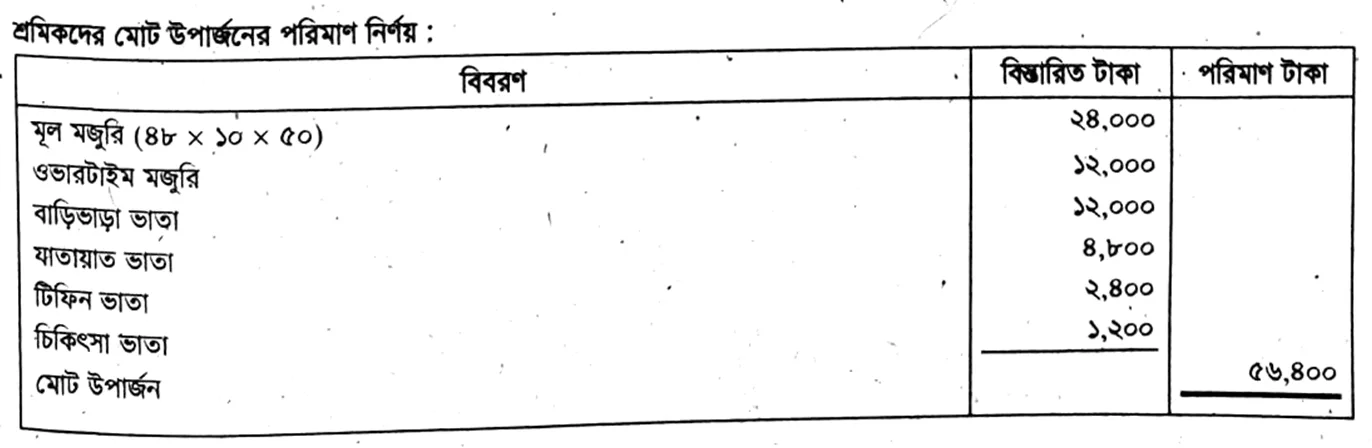 শ্রমিকদের মোট উপার্জনের পরিমাণ নির্ণয় :
বিবরণ বিস্তারিত টাকা পরিমাণ টাকা
মূল মজুরি (৪৮ × ১০ × ৫০) ২৪,০০০
ওভারটাইম মজুরি ১২,০০০
বাড়িভাড়া ভাতা ১২,০০০
যাতায়াত ভাতা ৪,৮০০
টিফিন ভাতা ২,৪০০
চিকিৎসা ভাতা ১,২০০
মোট উপার্জন ৫৬,৪০০